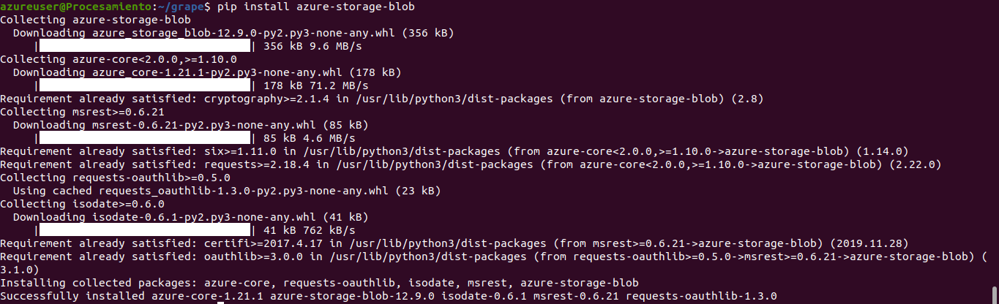 azureuser@Procesamiento:~/grape$ pip install azure-storage-blob
Collecting azure-storage-blob
  Downloading azure_storage_blob-12.9.0-py2.py3-none-any.whl (356 kB)
     |████████████████████████████████| 356 kB 9.6 MB/s
Collecting azure-core<2.0.0,>=1.10.0
  Downloading azure_core-1.21.1-py2.py3-none-any.whl (178 kB)
     |████████████████████████████████| 178 kB 71.2 MB/s
Requirement already satisfied: cryptography>=2.1.4 in /usr/lib/python3/dist-packages (from azure-storage-blob) (2.8)
Collecting msrest>=0.6.21
  Downloading msrest-0.6.21-py2.py3-none-any.whl (85 kB)
     |████████████████████████████████| 85 kB 4.6 MB/s
Requirement already satisfied: six>=1.11.0 in /usr/lib/python3/dist-packages (from azure-core<2.0.0,>=1.10.0->azure-storage-blob) (1.14.0)
Requirement already satisfied: requests>=2.18.4 in /usr/lib/python3/dist-packages (from azure-core<2.0.0,>=1.10.0->azure-storage-blob) (2.22.0)
Collecting requests-oauthlib>=0.5.0
  Using cached requests_oauthlib-1.3.0-py2.py3-none-any.whl (23 kB)
Collecting isodate>=0.6.0
  Downloading isodate-0.6.1-py2.py3-none-any.whl (41 kB)
     |████████████████████████████████| 41 kB 762 kB/s
Requirement already satisfied: certifi>=2017.4.17 in /usr/lib/python3/dist-packages (from msrest>=0.6.21->azure-storage-blob) (2019.11.28)
Requirement already satisfied: oauthlib>=3.0.0 in /usr/lib/python3/dist-packages (from requests-oauthlib>=0.5.0->msrest>=0.6.21->azure-storage-blob) (
3.1.0)
Installing collected packages: azure-core, requests-oauthlib, isodate, msrest, azure-storage-blob
Successfully installed azure-core-1.21.1 azure-storage-blob-12.9.0 isodate-0.6.1 msrest-0.6.21 requests-oauthlib-1.3.0